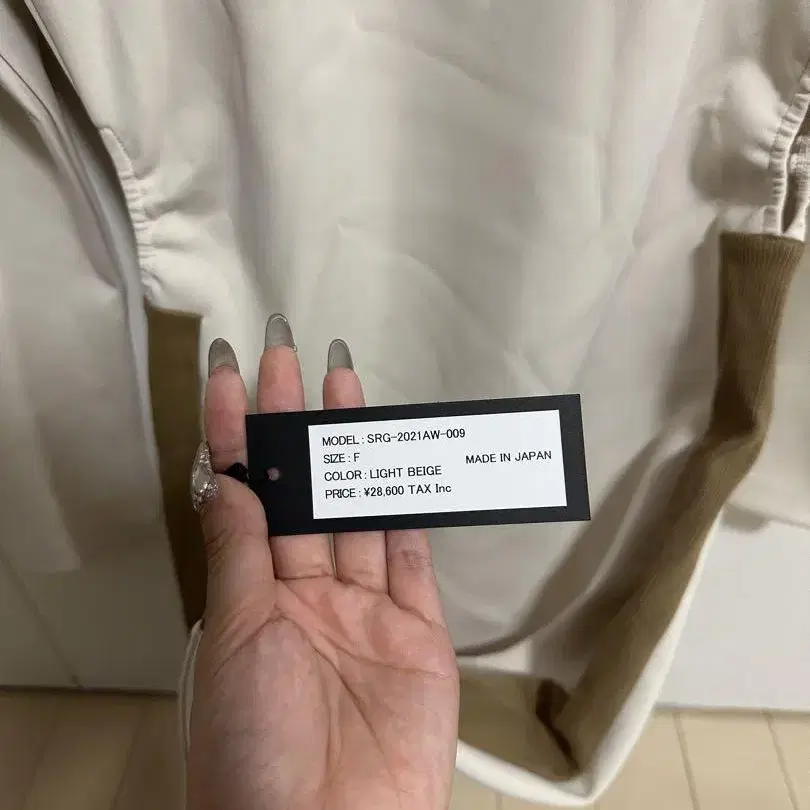 MODEL : SRG-2021AW-009
SIZE : F
MADE IN JAPAN
COLOR : LIGHT BEIGE
PRICE : ¥28,600 TAX Inc